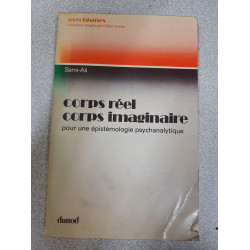 Sami-Ali
corps réel
corps imaginaire
pour une épistémologie psychanalytique
dunod